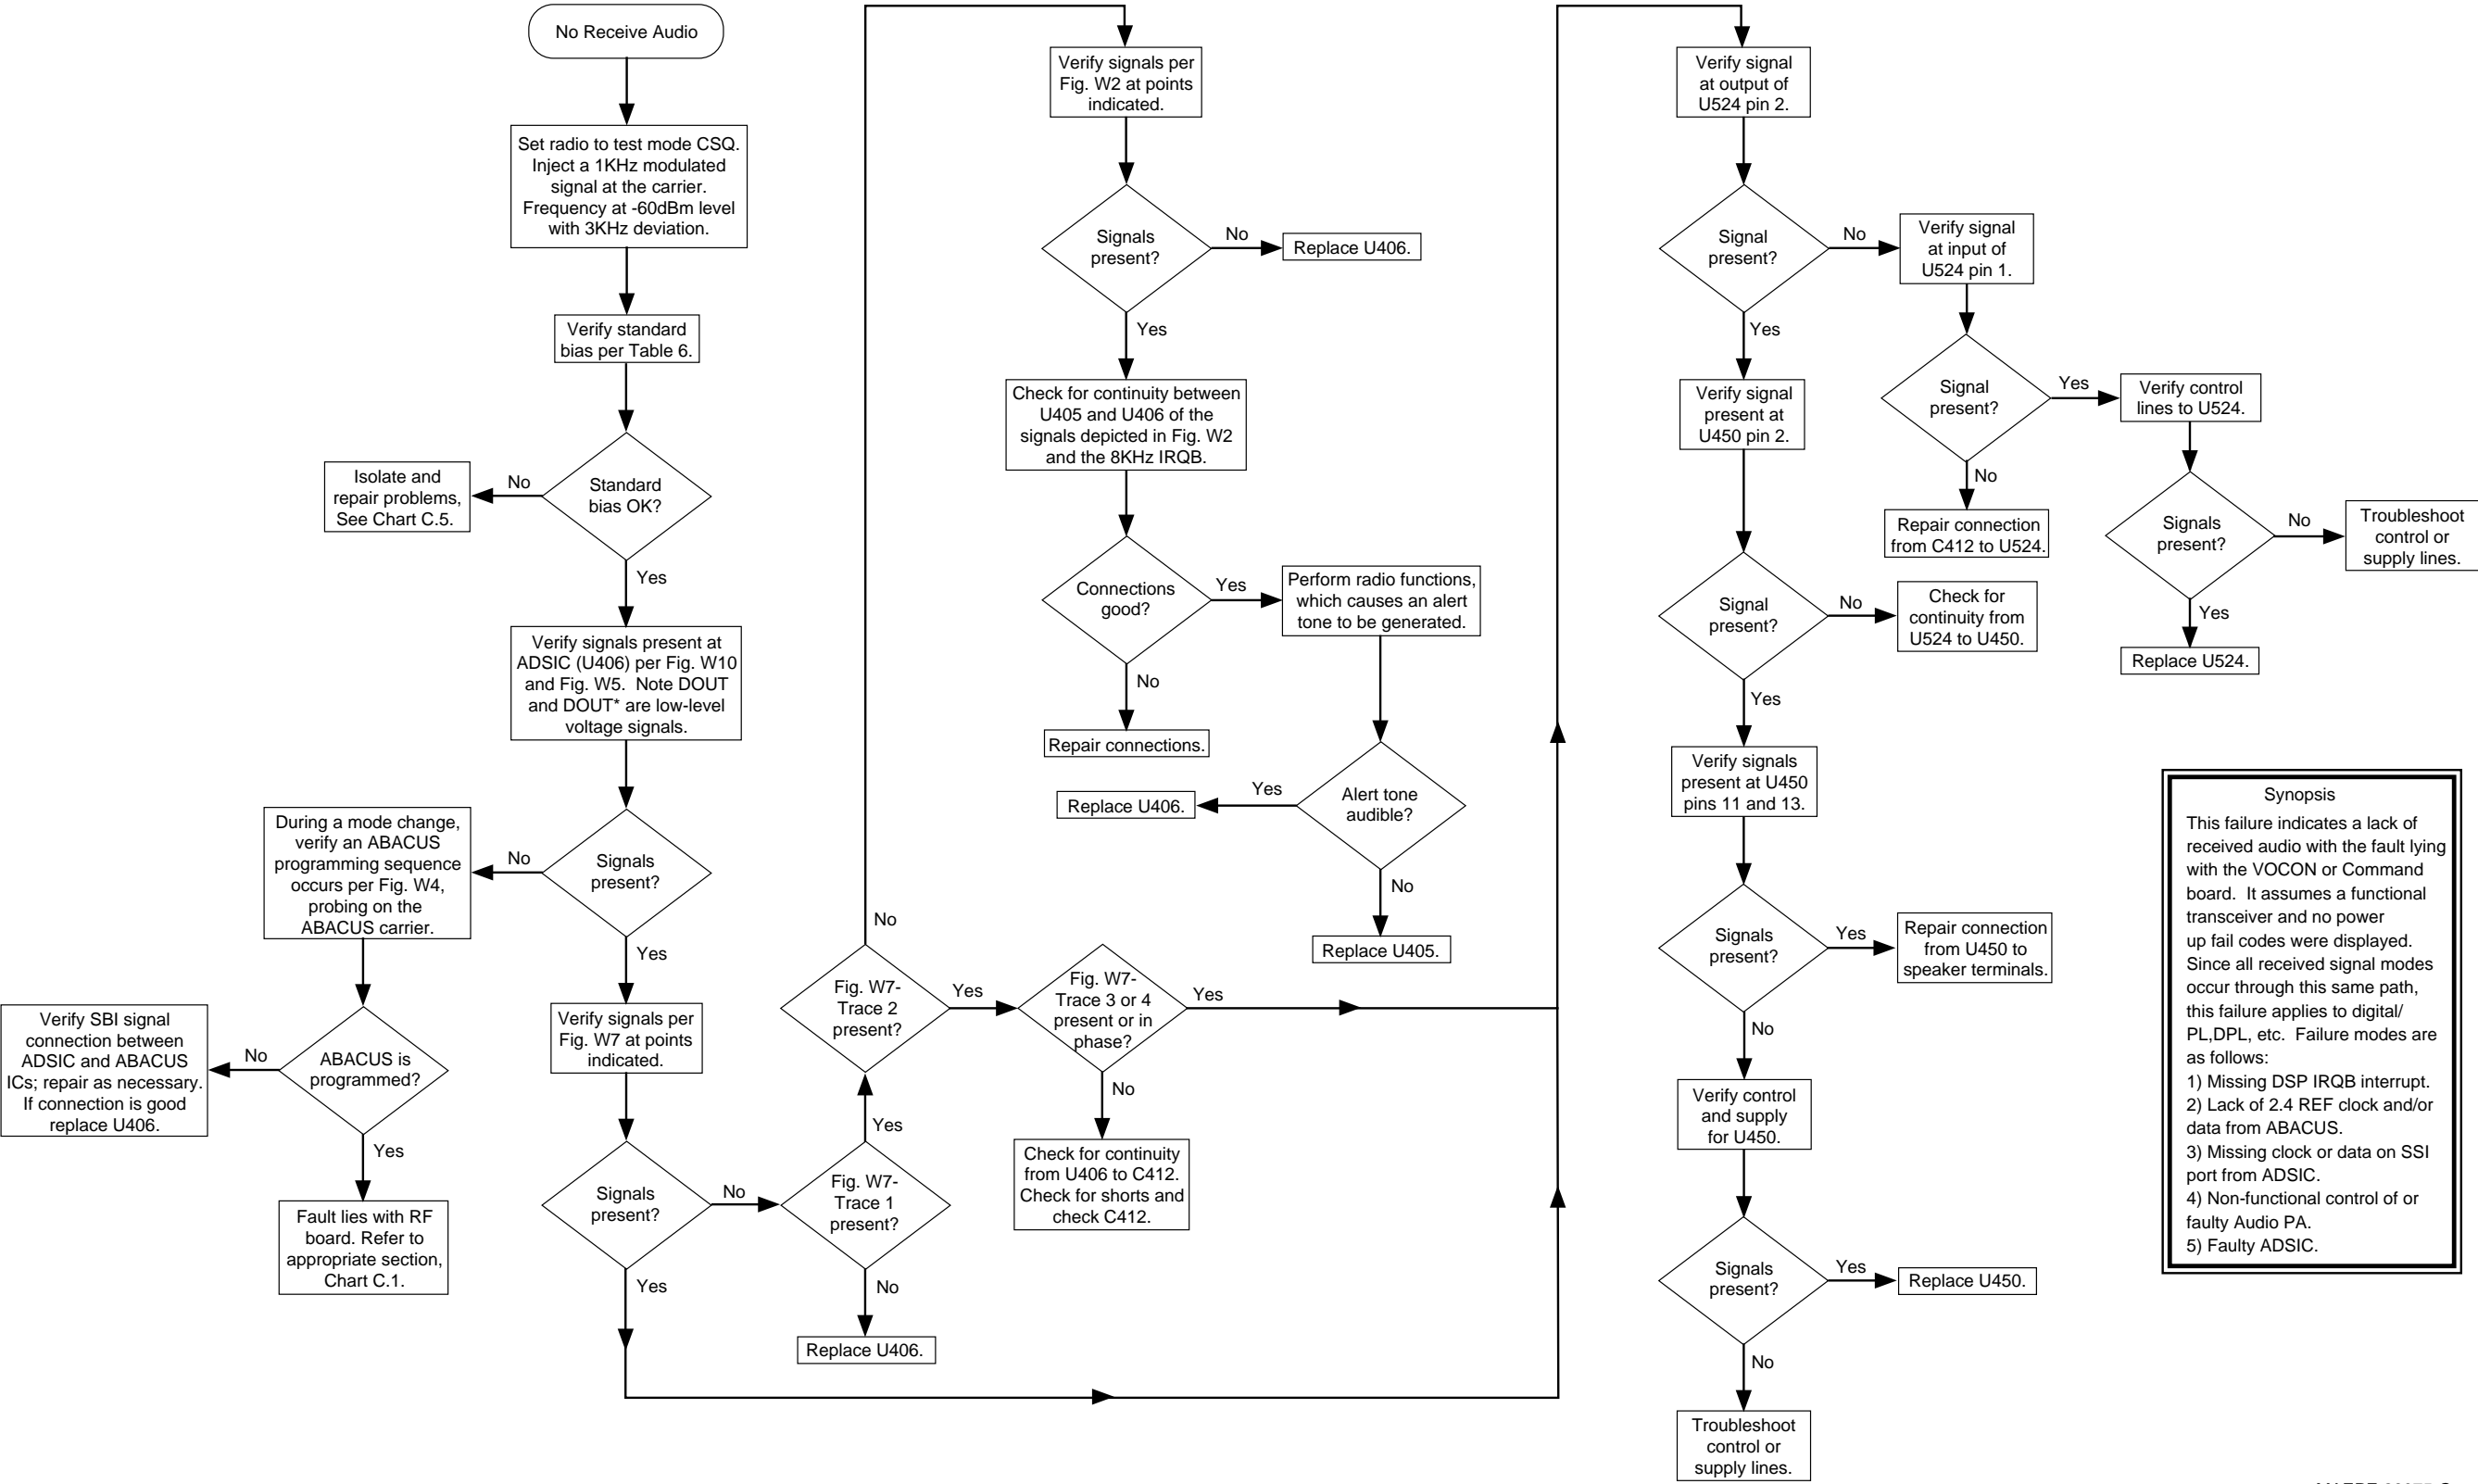 No Receive Audio
Set radio to test mode CSQ.
Inject a 1KHz modulated
signal at the carrier.
Frequency at -60dBm level
with 3KHz deviation.
Verify standard
bias per Table 6.
Standard
bias OK?
No
Isolate and
repair problems,
See Chart C.5.
Yes
Verify signals present at
ADSIC (U406) per Fig. W10
and Fig. W5. Note DOUT
and DOUT* are low-level
voltage signals.
Signals
present?
No
During a mode change,
verify an ABACUS
programming sequence
occurs per Fig. W4,
probing on the
ABACUS carrier.
ABACUS is
programmed?
No
Verify SBI signal
connection between
ADSIC and ABACUS
ICs; repair as necessary.
If connection is good
replace U406.
Yes
Fault lies with RF
board. Refer to
appropriate section,
Chart C.1.
Yes
Verify signals per
Fig. W7 at points
indicated.
Signals
present?
Yes
No
Fig. W7-
Trace 1
present?
No
Replace U406.
Yes
Fig. W7-
Trace 2
present?
No
Yes
Fig. W7-
Trace 3 or 4
present or in
phase?
Yes
No
Check for continuity
from U406 to C412.
Check for shorts and
check C412.
Verify signals per
Fig. W2 at points
indicated.
Signals
present?
No
Replace U406.
Yes
Check for continuity between
U405 and U406 of the
signals depicted in Fig. W2
and the 8KHz IRQB.
Connections
good?
No
Repair connections.
Yes
Perform radio functions,
which causes an alert
tone to be generated.
Alert tone
audible?
Yes
Replace U406.
No
Replace U405.
Verify signal
at output of
U524 pin 2.
Signal
present?
No
Verify signal
at input of
U524 pin 1.
Signal
present?
No
Repair connection
from C412 to U524.
Yes
Verify control
lines to U524.
Signals
present?
No
Troubleshoot
control or
supply lines.
Yes
Replace U524.
Yes
Verify signal
present at
U450 pin 2.
Signal
present?
No
Check for
continuity from
U524 to U450.
Yes
Verify signals
present at U450
pins 11 and 13.
Signals
present?
Yes
Repair connection
from U450 to
speaker terminals.
No
Verify control
and supply
for U450.
Signals
present?
Yes
Replace U450.
No
Troubleshoot
control or
supply lines.
Synopsis
This failure indicates a lack of
received audio with the fault lying
with the VOCON or Command
board. It assumes a functional
transceiver and no power
up fail codes were displayed.
Since all received signal modes
occur through this same path,
this failure applies to digital/
PL,DPL, etc. Failure modes are
as follows:
1) Missing DSP IRQB interrupt.
2) Lack of 2.4 REF clock and/or
data from ABACUS.
3) Missing clock or data on SSI
port from ADSIC.
4) Non-functional control of or
faulty Audio PA.
5) Faulty ADSIC.